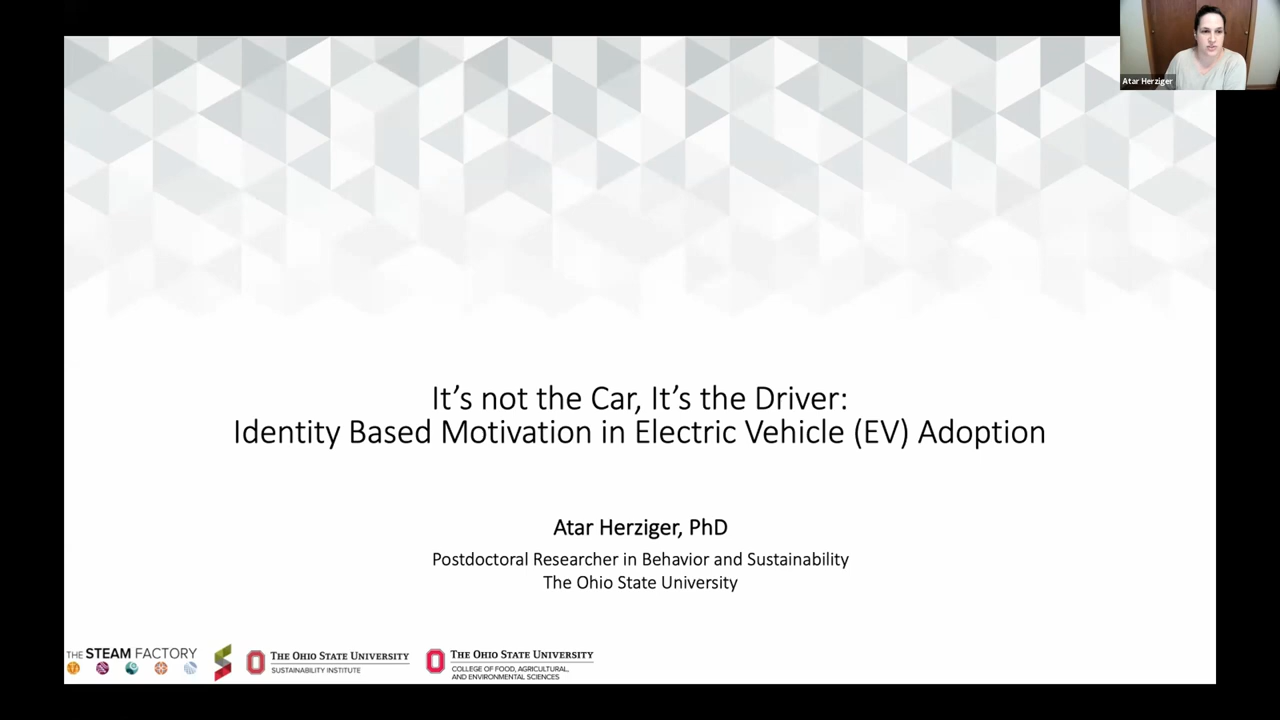 Atar Herziger
It's not the Car, It's the Driver:
Identity Based Motivation in Electric Vehicle (EV) Adoption
Atar Herziger, PhD
Postdoctoral Researcher in Behavior and Sustainability
The Ohio State University
THE STEAM FACTORY
THE OHIO STATE UNIVERSITY
SUSTAINABILITY INSTITUTE
THE OHIO STATE UNIVERSITY
COLLEGE OF FOOD, AGRICULTURAL,
AND ENVIRONMENTAL SCIENCES